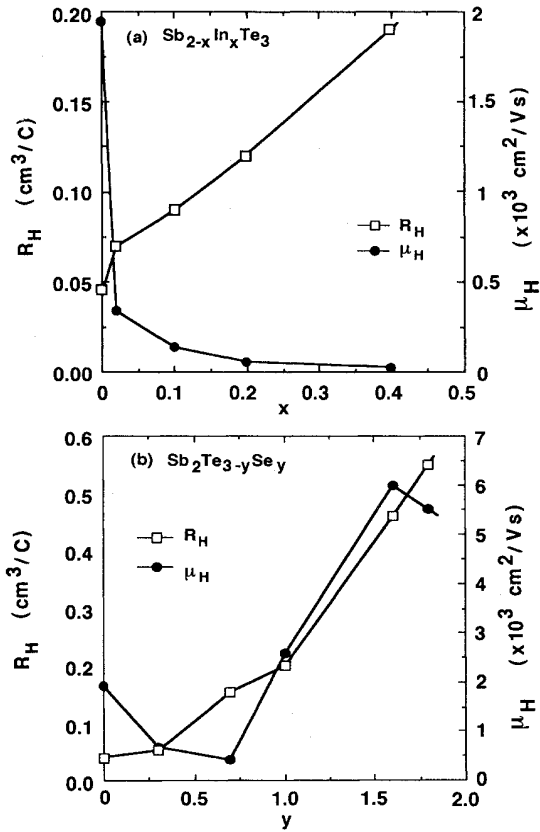 (a) Sb2-xInxTe3
0.20
0.15
0.10
0.05
0.00
RH (cm3/C)
2
1.5
1
0.5
0
μH (x103 cm2/Vs)
RH
μH
0.0 0.1 0.2 0.3 0.4 0.5
x
(b) Sb2Te3-ySey
0.6
0.5
0.4
0.3
0.2
0.1
0.0
RH (cm3/C)
7
6
5
4
3
2
1
0
μH (x103 cm2/Vs)
RH
μH
0 0.5 1.0 1.5 2.0
y